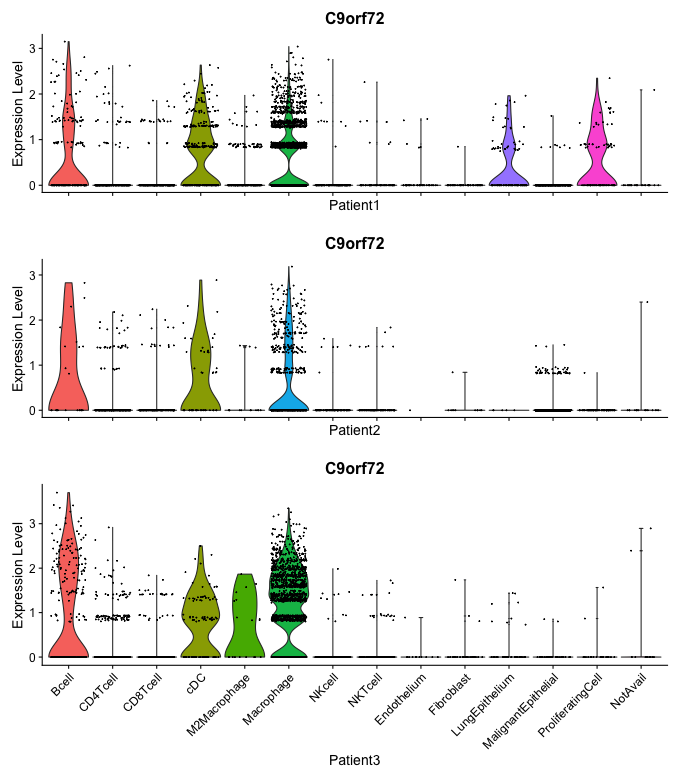 C9orf72
Expression Level
3
2
1
0
Patient1
C9orf72
Expression Level
3
2
1
0
Patient2
C9orf72
Expression Level
3
2
1
0
Bcell
CD4Tcell
CD8Tcell
cDC
M2Macrophage
Macrophage
NKcell
NKTcell
Endothelium
Fibroblast
LungEpithelium
MalignantEpithelial
ProliferatingCell
NotAvail
Patient3